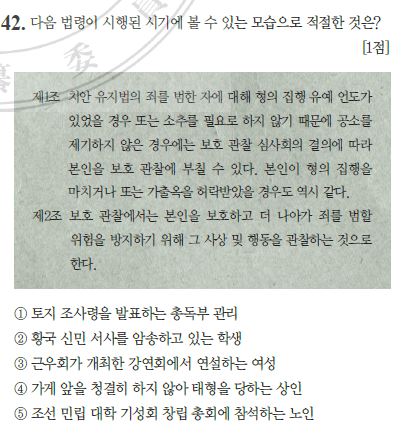 42. 다음 법령이 시행된 시기에 볼 수 있는 모습으로 적절한 것은?
[1점]
제1조 치안 유지법의 죄를 범한 자에 대해 형의 집행 유예 언도가
있었을 경우 또는 소추를 필요로 하지 않기 때문에 공소를
제기하지 않은 경우에는 보호 관찰 심사회의 결의에 따라
본인을 보호 관찰에 부칠 수 있다. 본인이 형의 집행을
마치거나 또는 가출옥을 허락받았을 경우도 역시 같다.
제2조 보호 관찰에서는 본인을 보호하고 더 나아가 죄를 범할
위험을 방지하기 위해 그 사상 및 행동을 관찰하는 것으로
한다.
① 토지 조사령을 발표하는 총독부 관리
② 황국 신민 서사를 암송하고 있는 학생
③ 근우회가 개최한 강연회에서 연설하는 여성
④ 가게 앞을 청결히 하지 않아 태형을 당하는 상인
⑤ 조선 민립 대학 기성회 창립 총회에 참석하는 노인